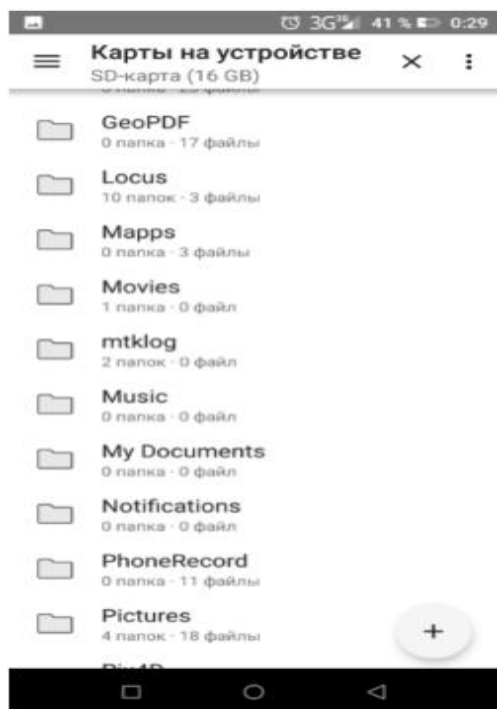 3G 41 % 0:29
Карты на устройстве
SD-карта (16 GB)
GeoPDF
0 папка · 17 файлы
Locus
10 папок · 3 файлы
Mapps
0 папка · 3 файлы
Movies
1 папка · 0 файл
mtklog
2 папок · 0 файл
Music
0 папка · 0 файл
My Documents
0 папка · 0 файл
Notifications
0 папка · 0 файл
PhoneRecord
0 папка · 11 файлы
Pictures
4 папок · 18 файлы